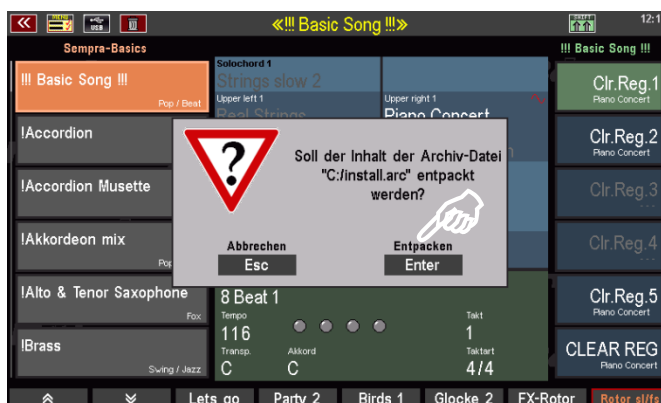 MENU
USB
«!!! Basic Song !!!»
SHIFT
12:1
Sempra-Basics
!!! Basic Song !!!
!!! Basic Song !!!
Pop / Beat
!Accordion
!Accordion Musette
!Akkordeon mix
Pop
!Alto & Tenor Saxophone
Fox
!Brass
Swing / Jazz
Solochord 1
Strings slow 2
Upper left 1
Real Strings
Upper right 1
Piano Concert
Soll der Inhalt der Archiv-Datei
"C:/install.arc" entpackt
werden?
Abbrechen
Esc
Entpacken
Enter
8 Beat 1
Tempo
116
Takt
1
Transp.
C
Akkord
C
Taktart
4/4
Clr.Reg.1
Piano Concert
Clr.Reg.2
Piano Concert
Clr.Reg.3
---
Clr.Reg.4
---
Clr.Reg.5
Piano Concert
CLEAR REG
Piano Concert
Lets go
Party 2
Birds 1
Glocke 2
FX-Rotor
Rotor sl/fs